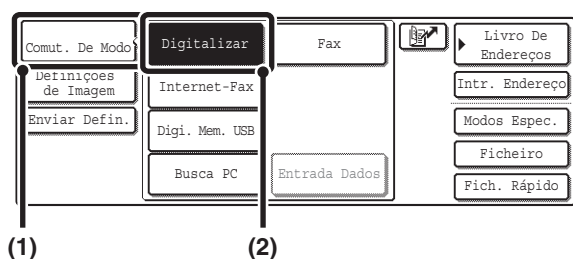 Comut. De Modo
Digitalizar
Fax
Livro De
Endereços
Definições
de Imagem
Internet-Fax
Intr. Endereço
Enviar Defin.
Digi. Mem. USB
Modos Espec.
Ficheiro
Busca PC
Entrada Dados
Fich. Rápido
(1)
(2)